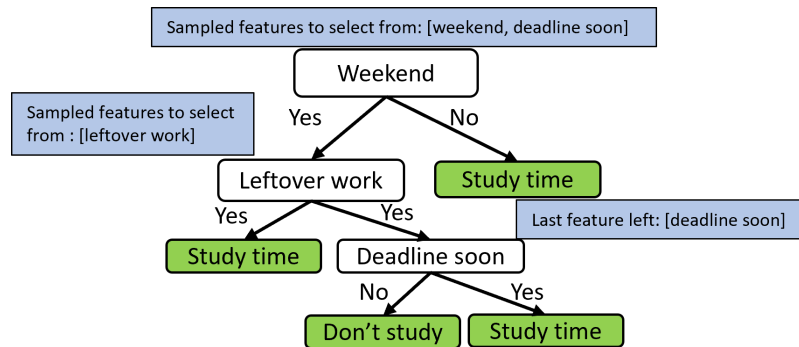 Sampled features to select from: [weekend, deadline soon]
Weekend
Sampled features to select
from : [leftover work]
Yes
No
Leftover work
Study time
Yes
Yes
Last feature left: [deadline soon]
Study time
Deadline soon
No
Yes
Don't study
Study time